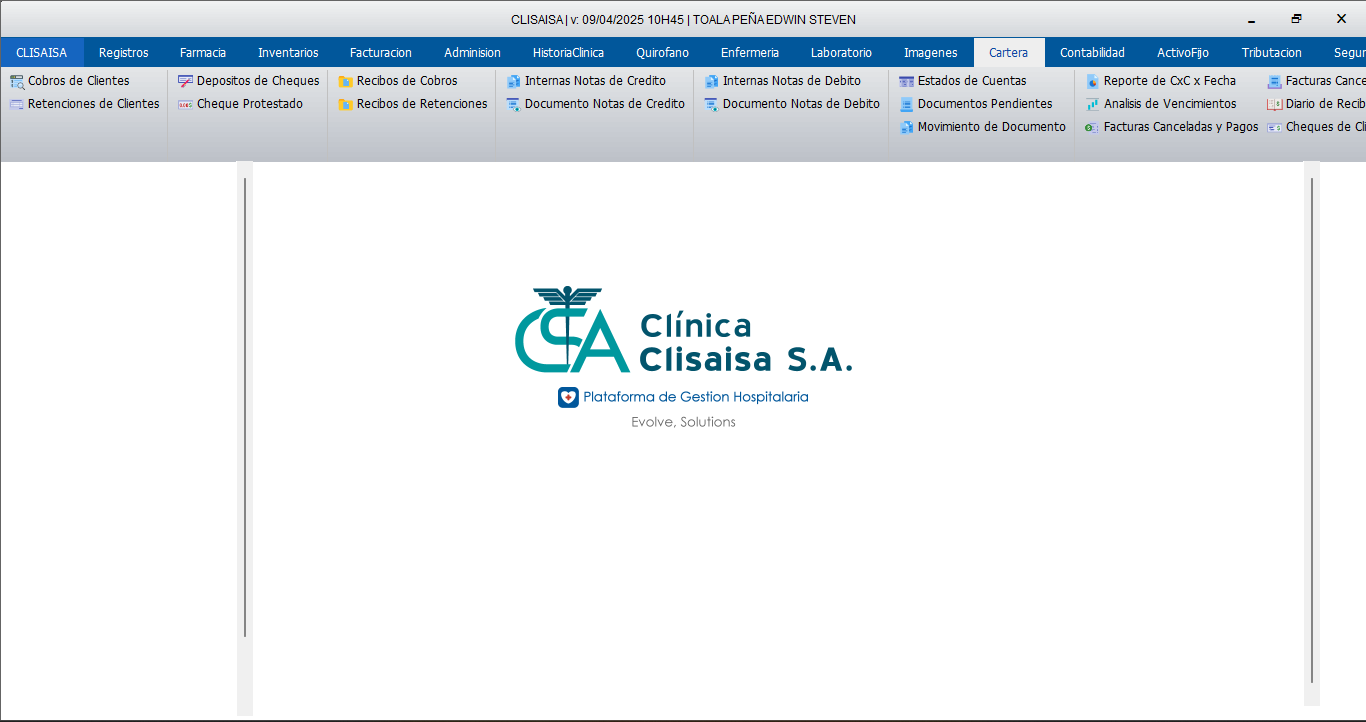 CLISAISA | v: 09/04/2025 10H45 | TOALA PEÑA EDWIN STEVEN
CLISAISA Registros Farmacia Inventarios Facturacion Adminision HistoriaClinica Quirofano Enfermeria Laboratorio Imagenes Cartera Contabilidad ActivoFijo Tributacion Segur
Cobros de Clientes Depositos de Cheques Recibos de Cobros Internas Notas de Credito Internas Notas de Debito Estados de Cuentas Reporte de CxC x Fecha Facturas Cance
Retenciones de Clientes Cheque Protestado Recibos de Retenciones Documento Notas de Credito Documento Notas de Debito Documentos Pendientes Analisis de Vencimientos Diario de Recib
Movimiento de Documento Facturas Canceladas y Pagos Cheques de Cli
CSA
Clínica
Clisaisa S.A.
Plataforma de Gestion Hospitalaria
Evolve, Solutions